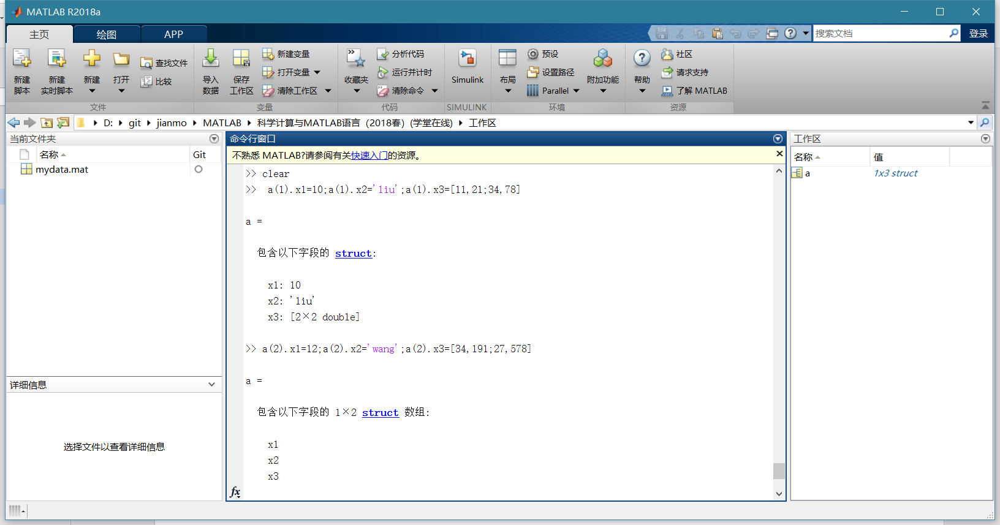 MATLAB R2018a
主页 绘图 APP
搜索文档 登录
新建脚本 新建实时脚本 新建 打开 查找文件 比较
文件
导入数据 保存工作区 新建变量 打开变量 清除工作区
变量
收藏夹 分析代码 运行并计时 清除命令
代码
Simulink
SIMULINK
布局 预设 设置路径 Parallel 附加功能
环境
帮助 社区 请求支持 了解 MATLAB
资源
D: git jianmo MATLAB 科学计算与MATLAB语言（2018春）(学堂在线) 工作区
当前文件夹
名称 Git
mydata.mat
详细信息
选择文件以查看详细信息
命令行窗口
不熟悉 MATLAB?请参阅有关快速入门的资源。
>> clear
>> a(1).x1=10;a(1).x2='liu';a(1).x3=[11,21;34,78]
a =
包含以下字段的 struct:
x1: 10
x2: 'liu'
x3: [2×2 double]
>> a(2).x1=12;a(2).x2='wang';a(2).x3=[34,191;27,578]
a =
包含以下字段的 1×2 struct 数组:
x1
x2
x3
fx
工作区
名称 值
a 1x3 struct